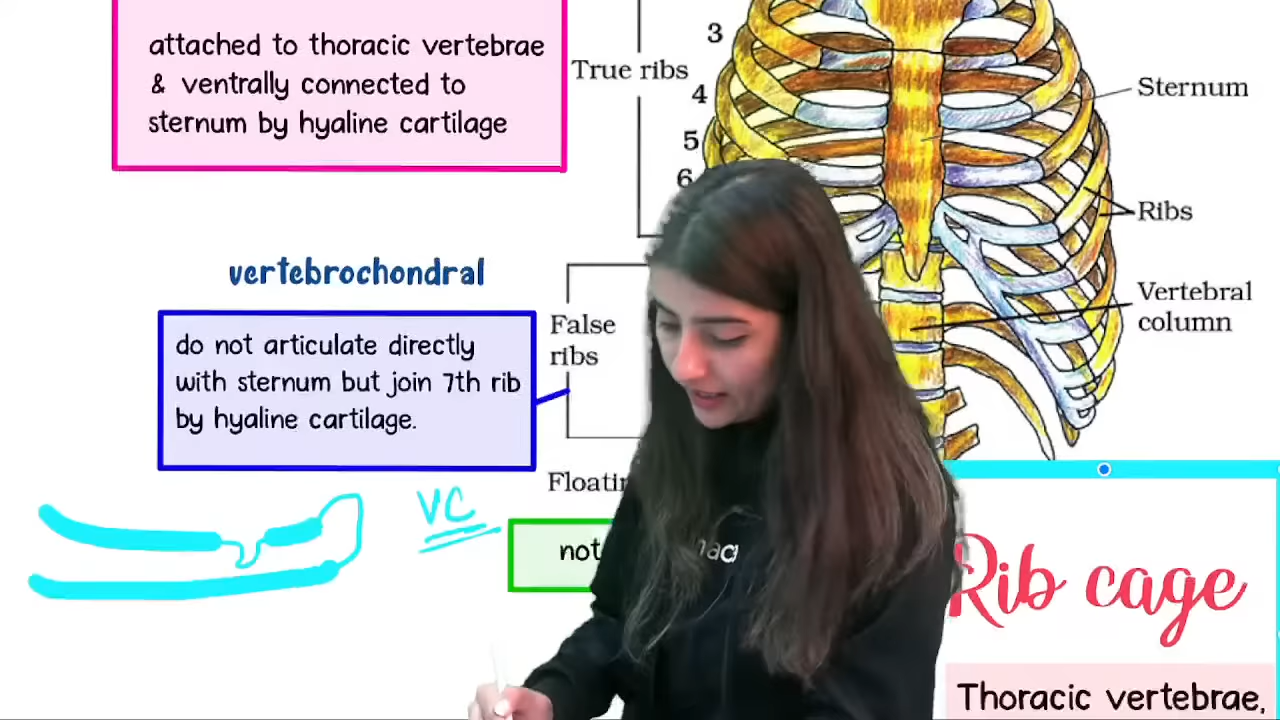 attached to thoracic vertebrae
& ventrally connected to
sternum by hyaline cartilage
True ribs
3
4
5
6
Sternum
Ribs
Vertebral
column
vertebrochondral
do not articulate directly
with sternum but join 7th rib
by hyaline cartilage.
False
ribs
VC
not
Rib cage
Thoracic vertebrae,